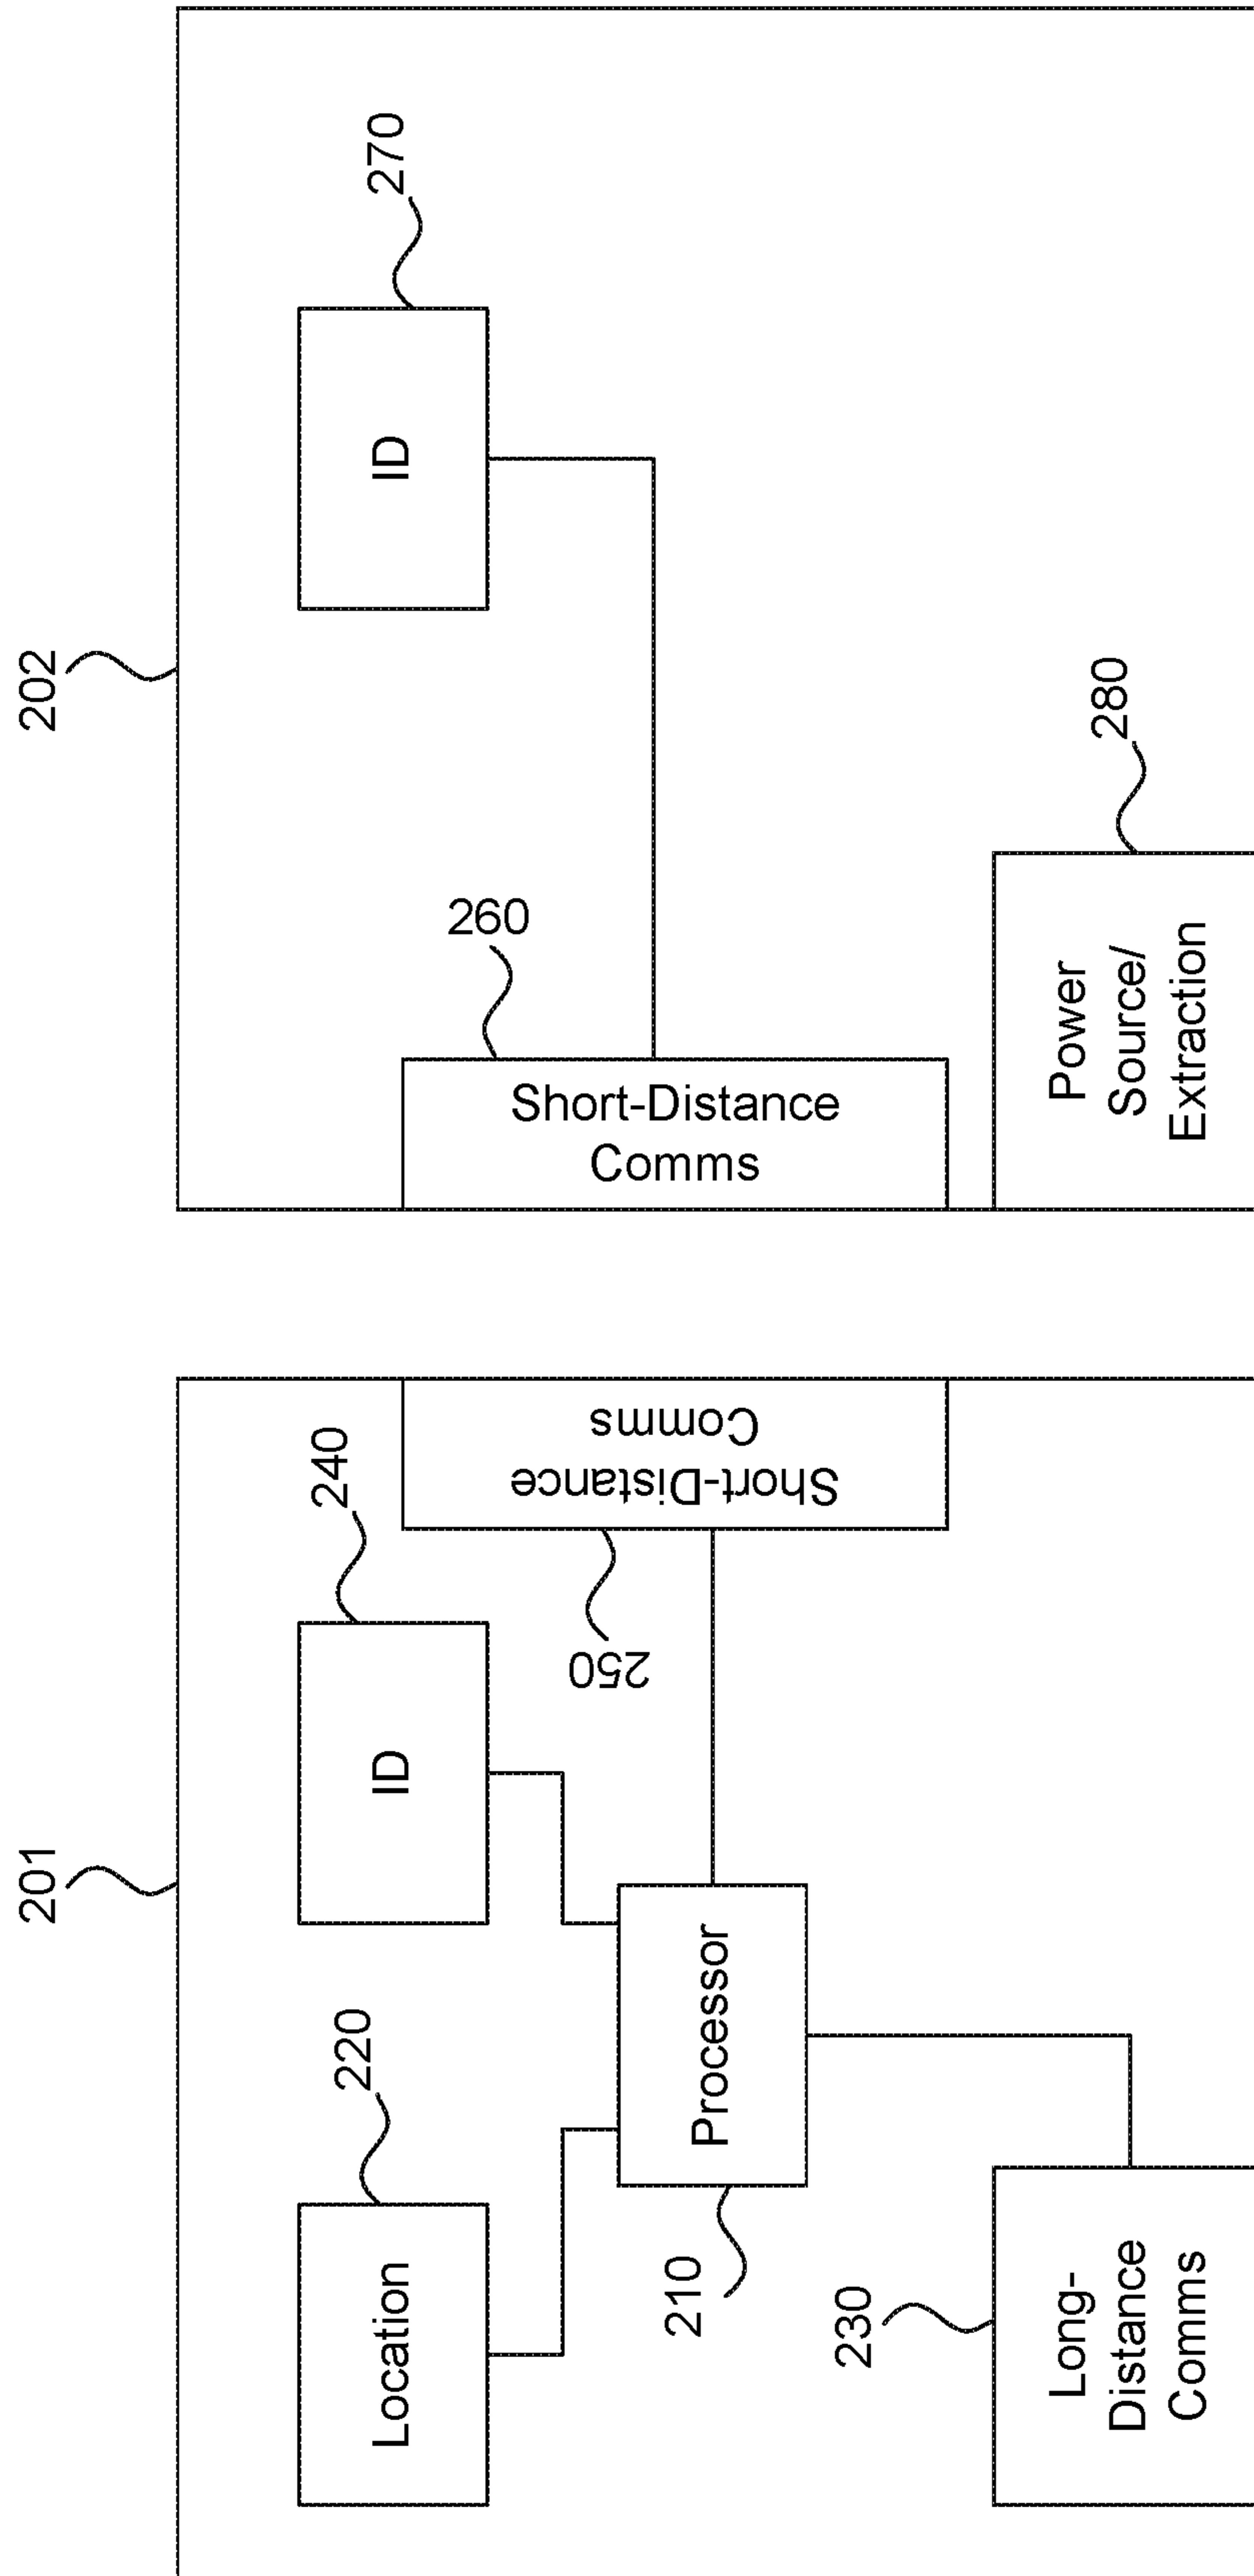 201
202
Location
220
ID
240
ID
270
Processor
210
250
Short-Distance
Comms
260
Short-Distance
Comms
230
Long-
Distance
Comms
Power
Source/
Extraction
280